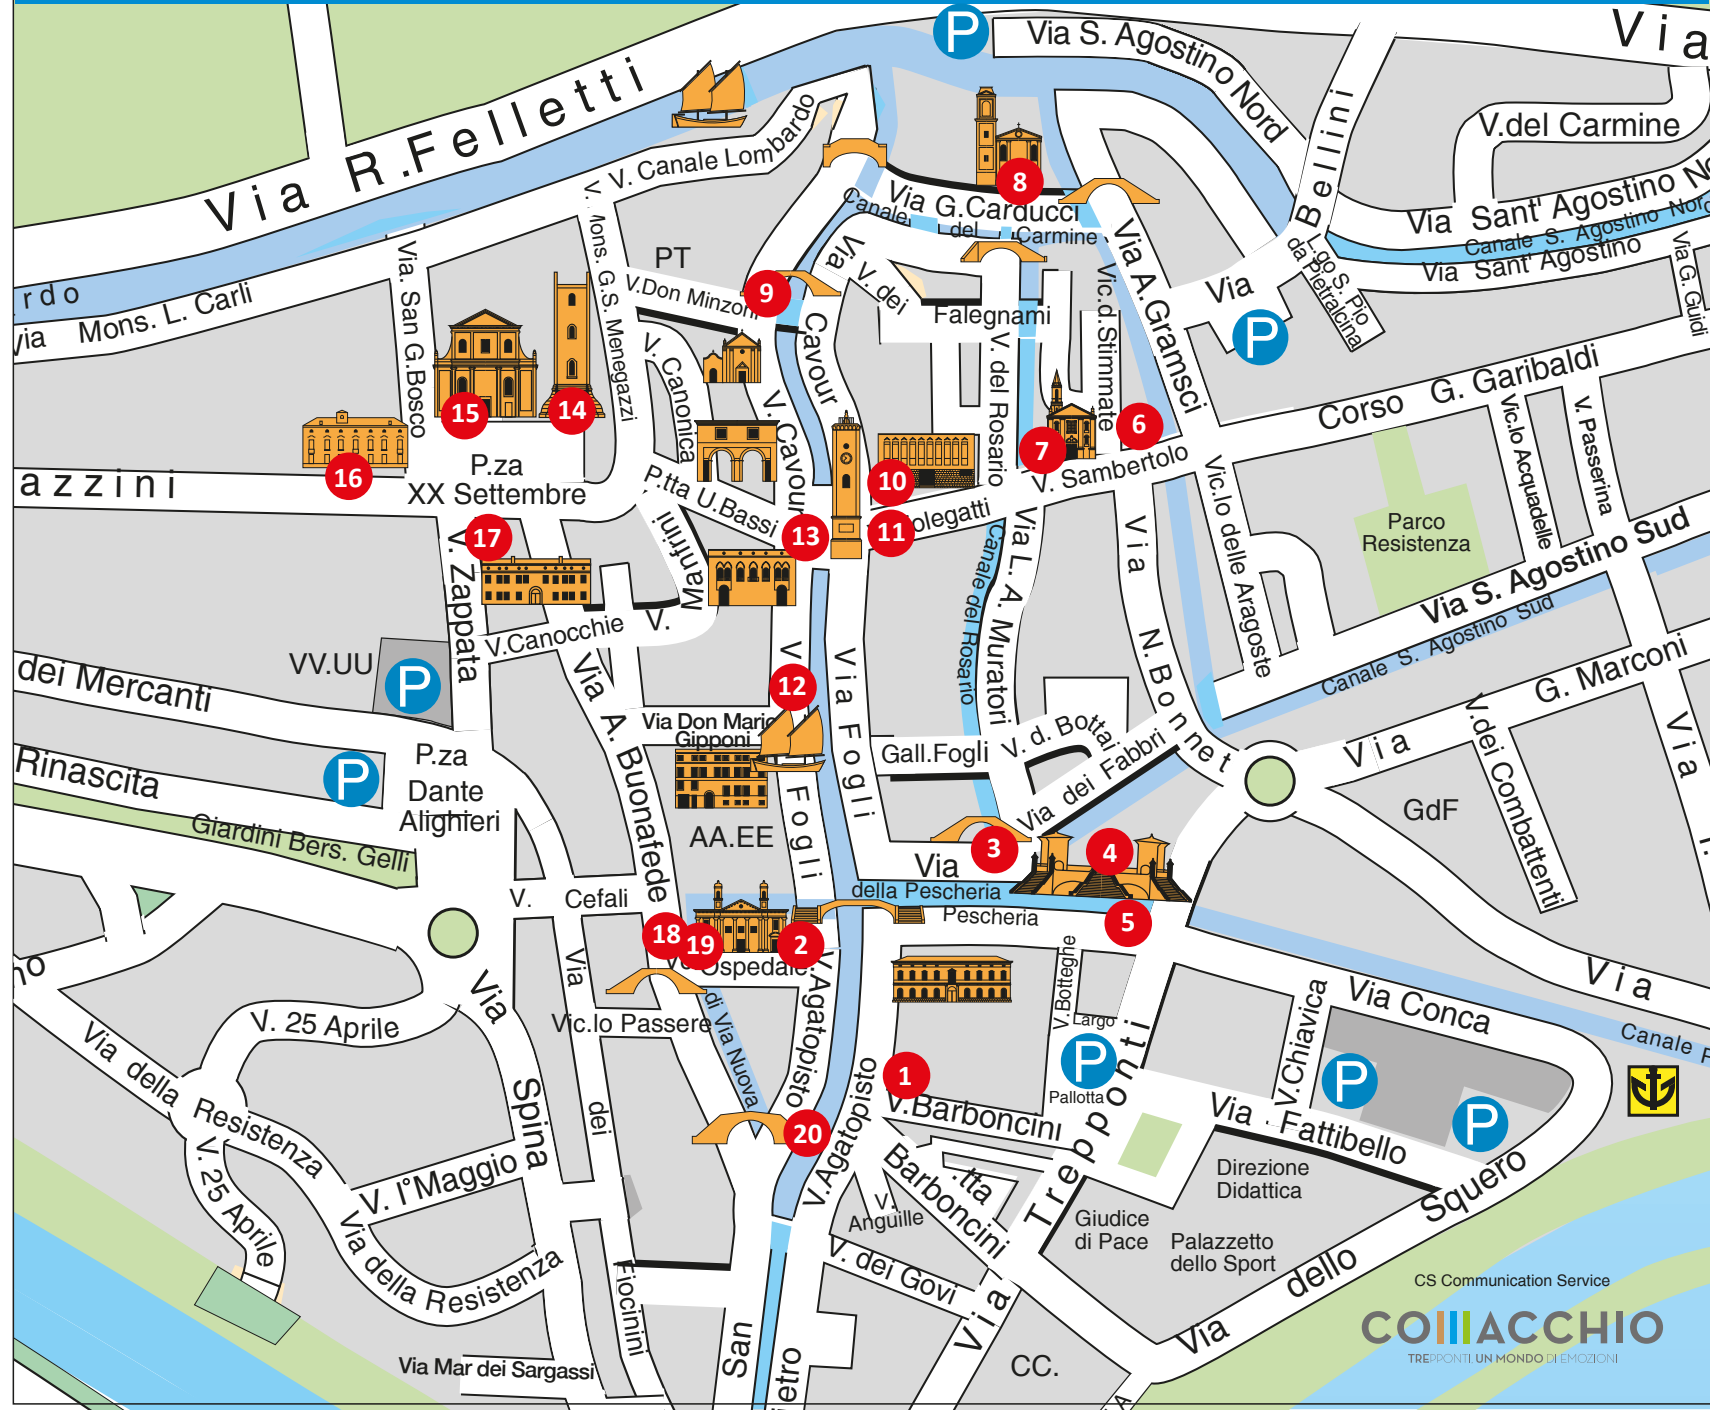 P
Via S. Agostino Nord
Via
Via R.Felletti
V. Canale Lombardo
V.del Carmine
Bellini
Via Sant' Agostino
Canale S. Agostino Nord
Via Sant' Agostino
Via G. Guidi
8
Via G.Carducci
Canale
del Carmine
V. Mons. G.S. Menegazzi
PT
V.Don Minzoni
9
Via
V. dei
Falegnami
Cavour
Vic.d.Stimmate
Via A.Gramsci
Via
L.go S. Pio
da Pietralcina
P
rdo
via Mons. L. Carli
Via. San G.Bosco
V. Canonica
V. Cavour
V. del Rosario
Corso G. Garibaldi
Vic.lo Acquadelle
V. Passerina
15
14
16
6
7
10
11
13
azzini
P.za
XX Settembre
P.tta U.Bassi
V. Sambertolo
olegatti
17
V. Zappata
Manfrini
V.
V.Canocchie
Canale del Rosario
Via L. A. Muratori
Via N. Bonnet
Vic.lo delle Aragoste
Parco
Resistenza
Via S. Agostino Sud
Canale S. Agostino Sud
G. Marconi
Via
VV.UU
P
dei Mercanti
Rinascita
P
P.za
Dante
Alighieri
Giardini Bers. Gelli
Via A. Buonafede
V.
12
Via Don Mario
Gipponi
Fogli
Via Fogli
Gall.Fogli
V. d. Bottai
Via dei Fabbri
V.dei Combattenti
Via
GdF
AA.EE
3
4
Via
della Pescheria
Pescheria
5
V. Cefali
18
19
2
Ospedale
Via
Via dei
Fiocinini
Vic.lo Passere
di Via Nuova
V.Agatopisto
V.Agatopisto
V.Botteghe
Largo
P
Pallotta
1
V.Barboncini
Via Treponti
Via Conca
Via
Canale
V.Chiavica
P
P
Via Fattibello
20
V. 25 Aprile
Via della Resistenza
V. 25 Aprile
V. I°Maggio
Via della Resistenza
Via Spina
Barboncini
.tta
V.
Anguille
V. dei Govi
Direzione
Didattica
Giudice
di Pace
Palazzetto
dello Sport
Via dello Squero
CC.
San
ietro
Via Mar dei Sargassi
CS Communication Service
COMACCHIO
TREPPONTI. UN MONDO DI EMOZIONI